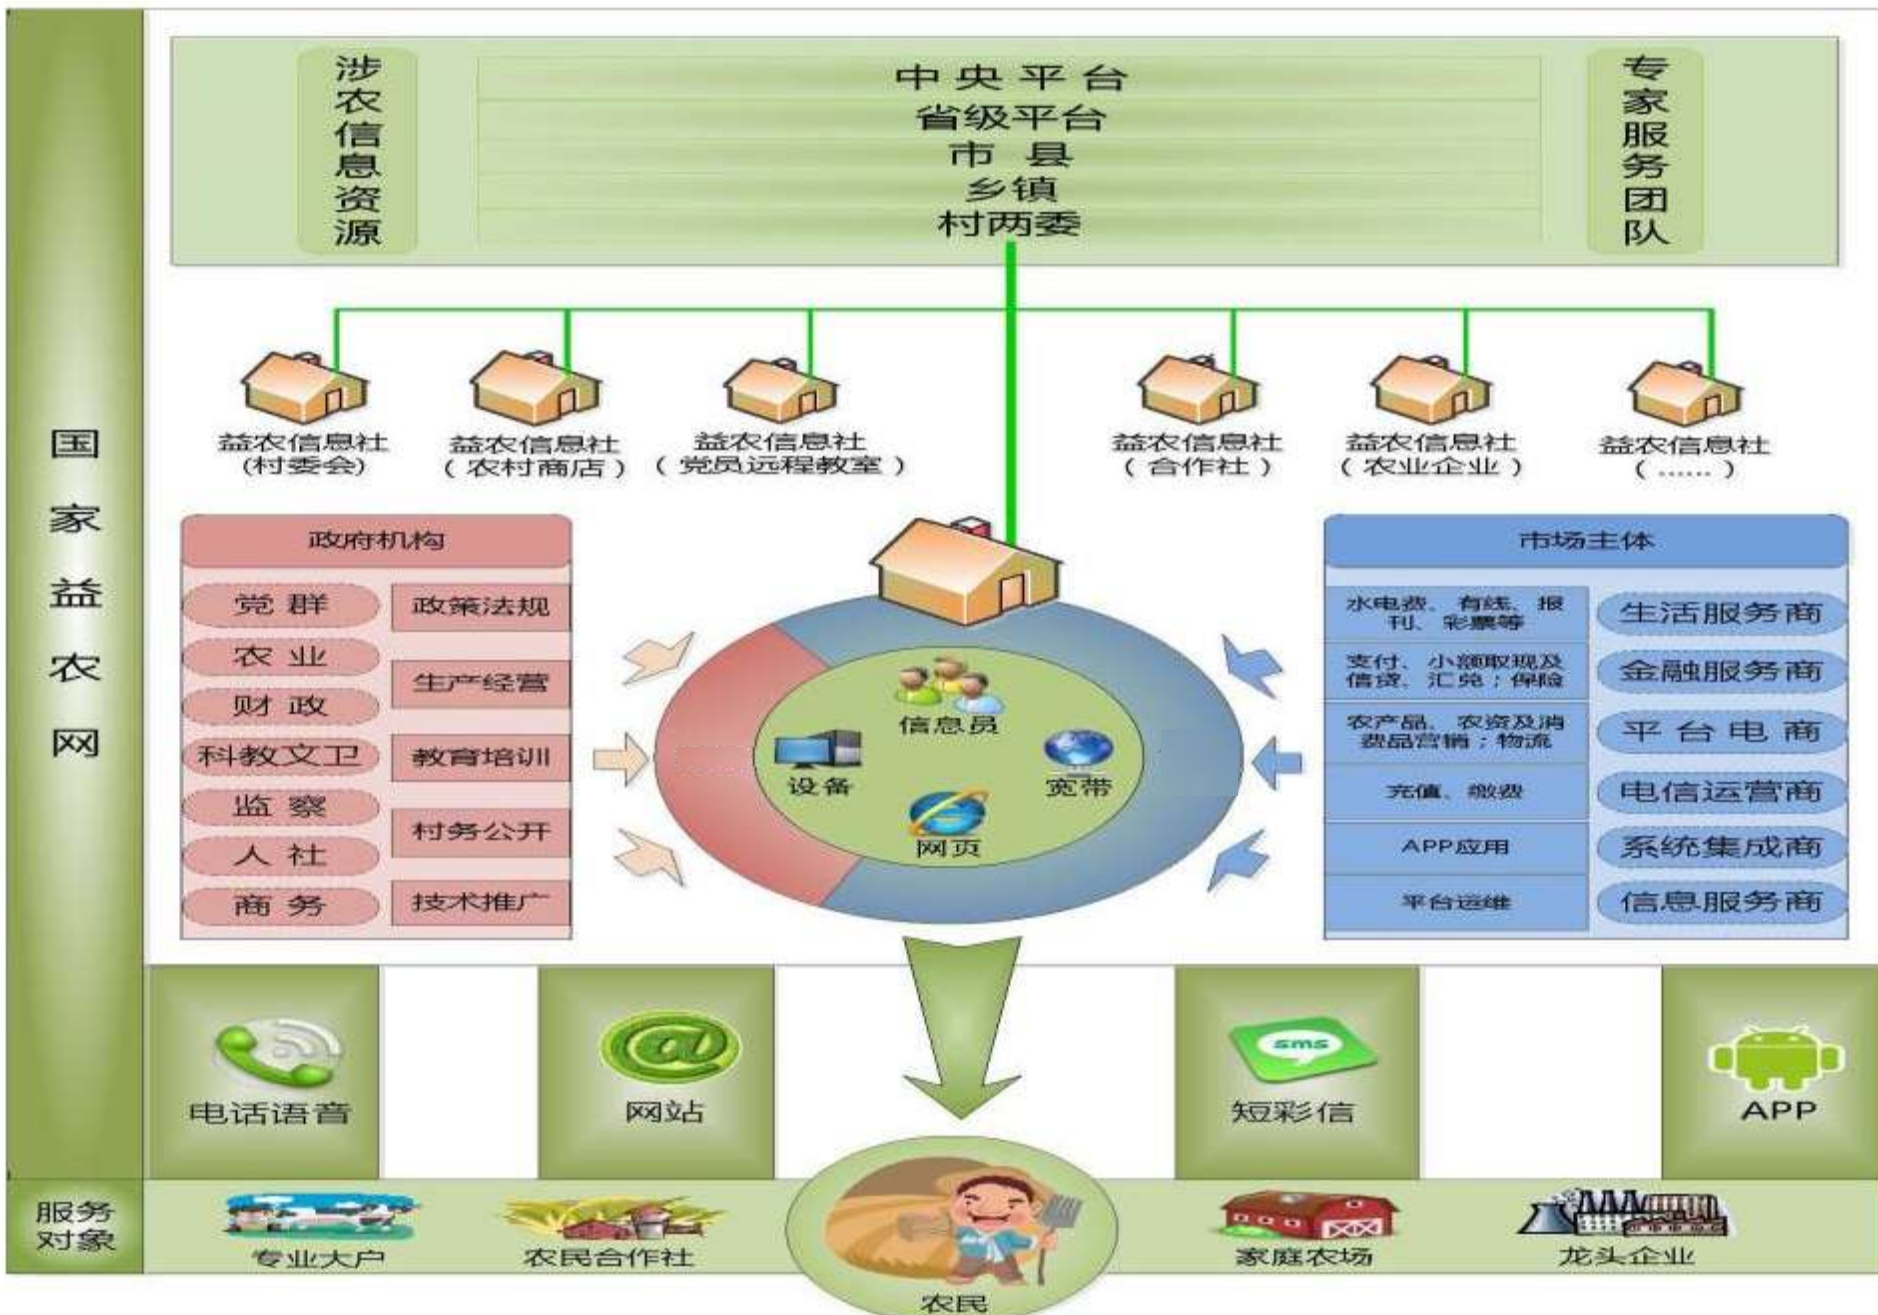 国家益农网
涉农信息资源
中央平台
省级平台
市 县
乡镇
村两委
专家服务团队
益农信息社
(村委会)
益农信息社
（农村商店）
益农信息社
（党员远程教室）
益农信息社
（合作社）
益农信息社
（农业企业）
益农信息社
（……）
政府机构
党 群
农 业
财 政
科教文卫
监 察
人 社
商 务
政策法规
生产经营
教育培训
村务公开
技术推广
信息员
设备
宽带
网页
市场主体
水电费、有线、报
刊、彩票等
支付、小额取现及
信贷、汇兑；保险
农产品、农资及消
费品营销；物流
充值、缴费
APP应用
平台运维
生活服务商
金融服务商
平台电商
电信运营商
系统集成商
信息服务商
电话语音
网站
sms
短彩信
APP
服务
对象
专业大户
农民合作社
农民
家庭农场
龙头企业